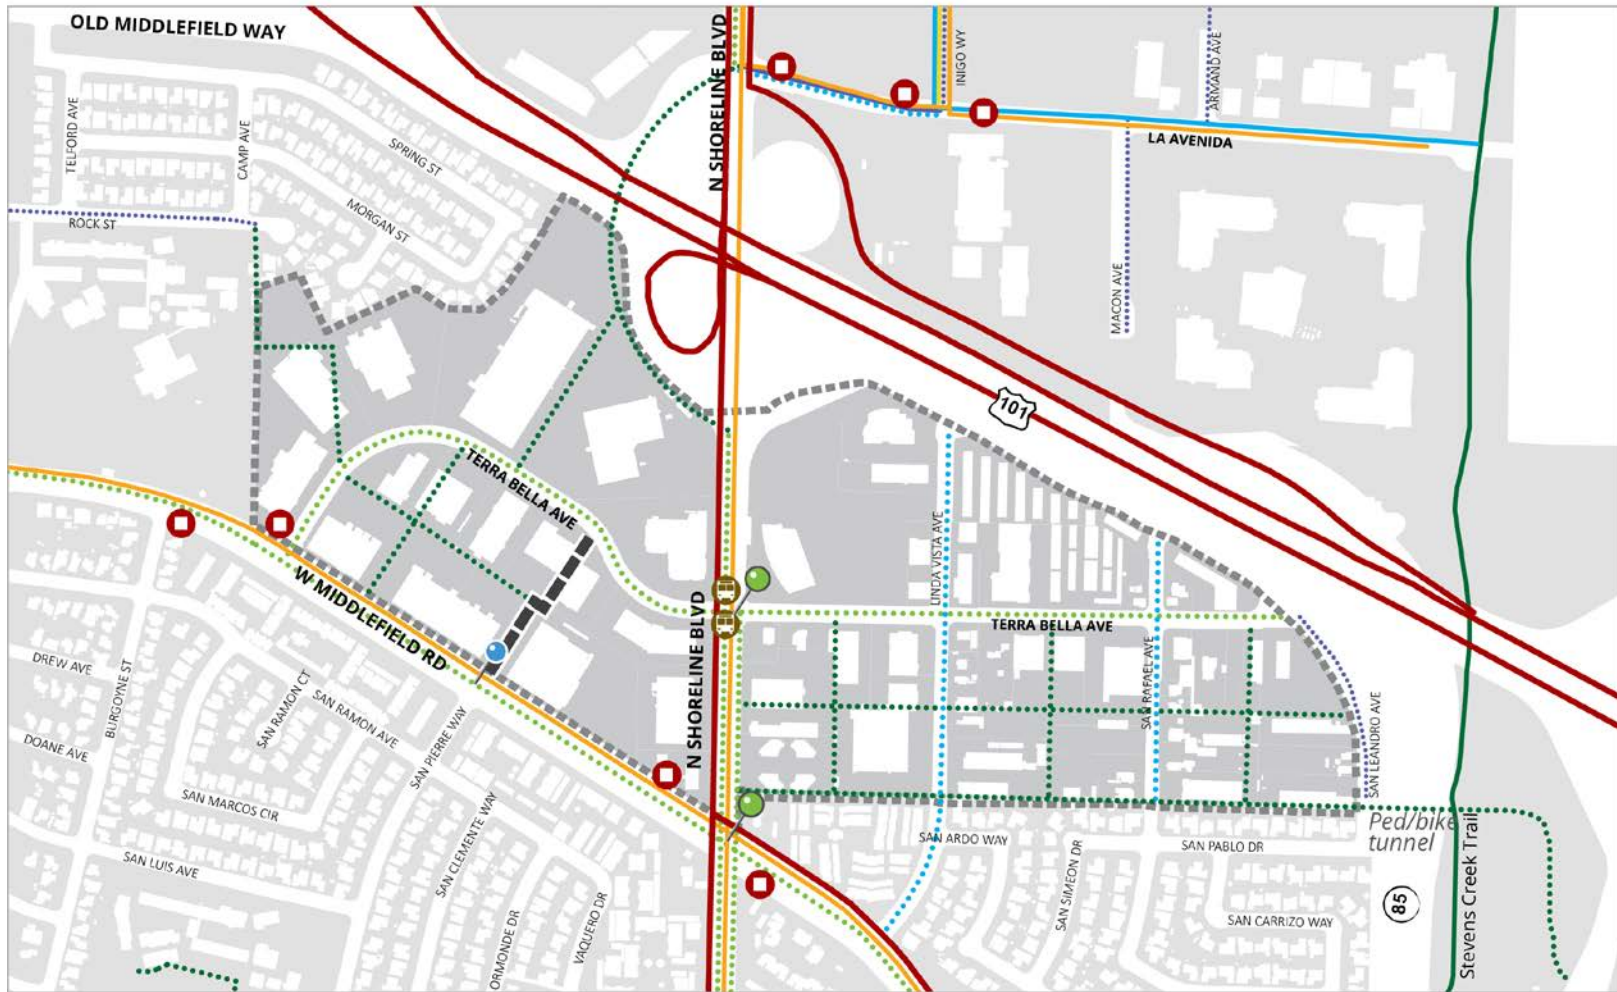 OLD MIDDLEFIELD WAY
N SHORELINE BLVD
INIGO WY
ARMAND AVE
TELFORD AVE
CAMP AVE
SPRING ST
LA AVENIDA
MORGAN ST
ROCK ST
MACON AVE
101
TERRA BELLA AVE
LINDA VISTA AVE
W MIDDLEFIELD RD
N SHORELINE BLVD
TERRA BELLA AVE
SAN RAFAEL AVE
DREW AVE
BURGOYNE ST
SAN RAMON CT
SAN RAMON AVE
SAN PIERRE WAY
SAN LEANDRO AVE
DOANE AVE
SAN MARCOS CIR
SAN CLEMENTE WAY
SAN ARDO WAY
SAN SIMEON DR
SAN PABLO DR
Ped/bike
tunnel
Stevens Creek Trail
SAN LUIS AVE
ORMONDE DR
VAQUERO DR
SAN CARRIZO WAY
85